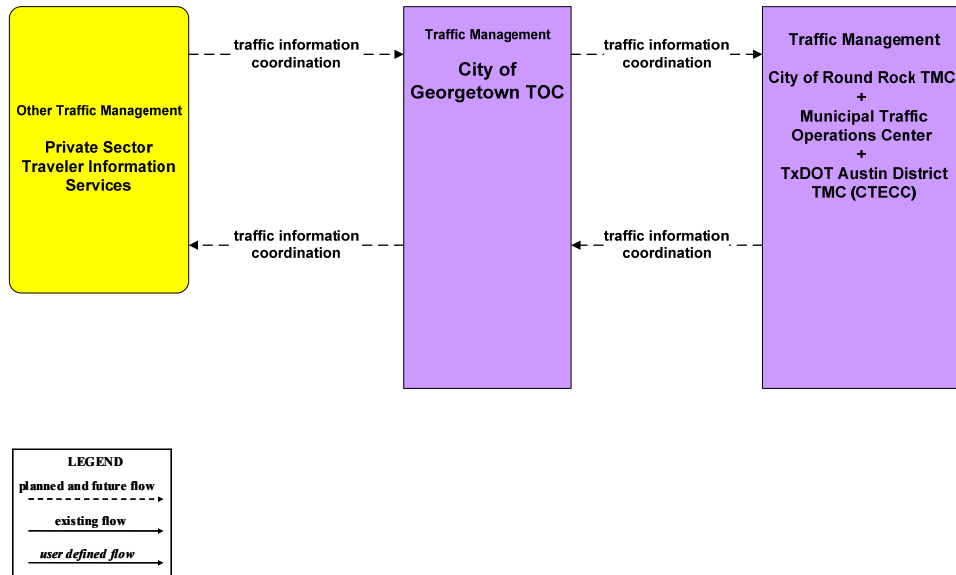 Other Traffic Management
Private Sector
Traveler Information
Services
traffic information
coordination
traffic information
coordination
Traffic Management
City of
Georgetown TOC
traffic information
coordination
traffic information
coordination
Traffic Management
City of Round Rock TMC
+
Municipal Traffic
Operations Center
+
TxDOT Austin District
TMC (CTECC)
LEGEND
planned and future flow
existing flow
user defined flow